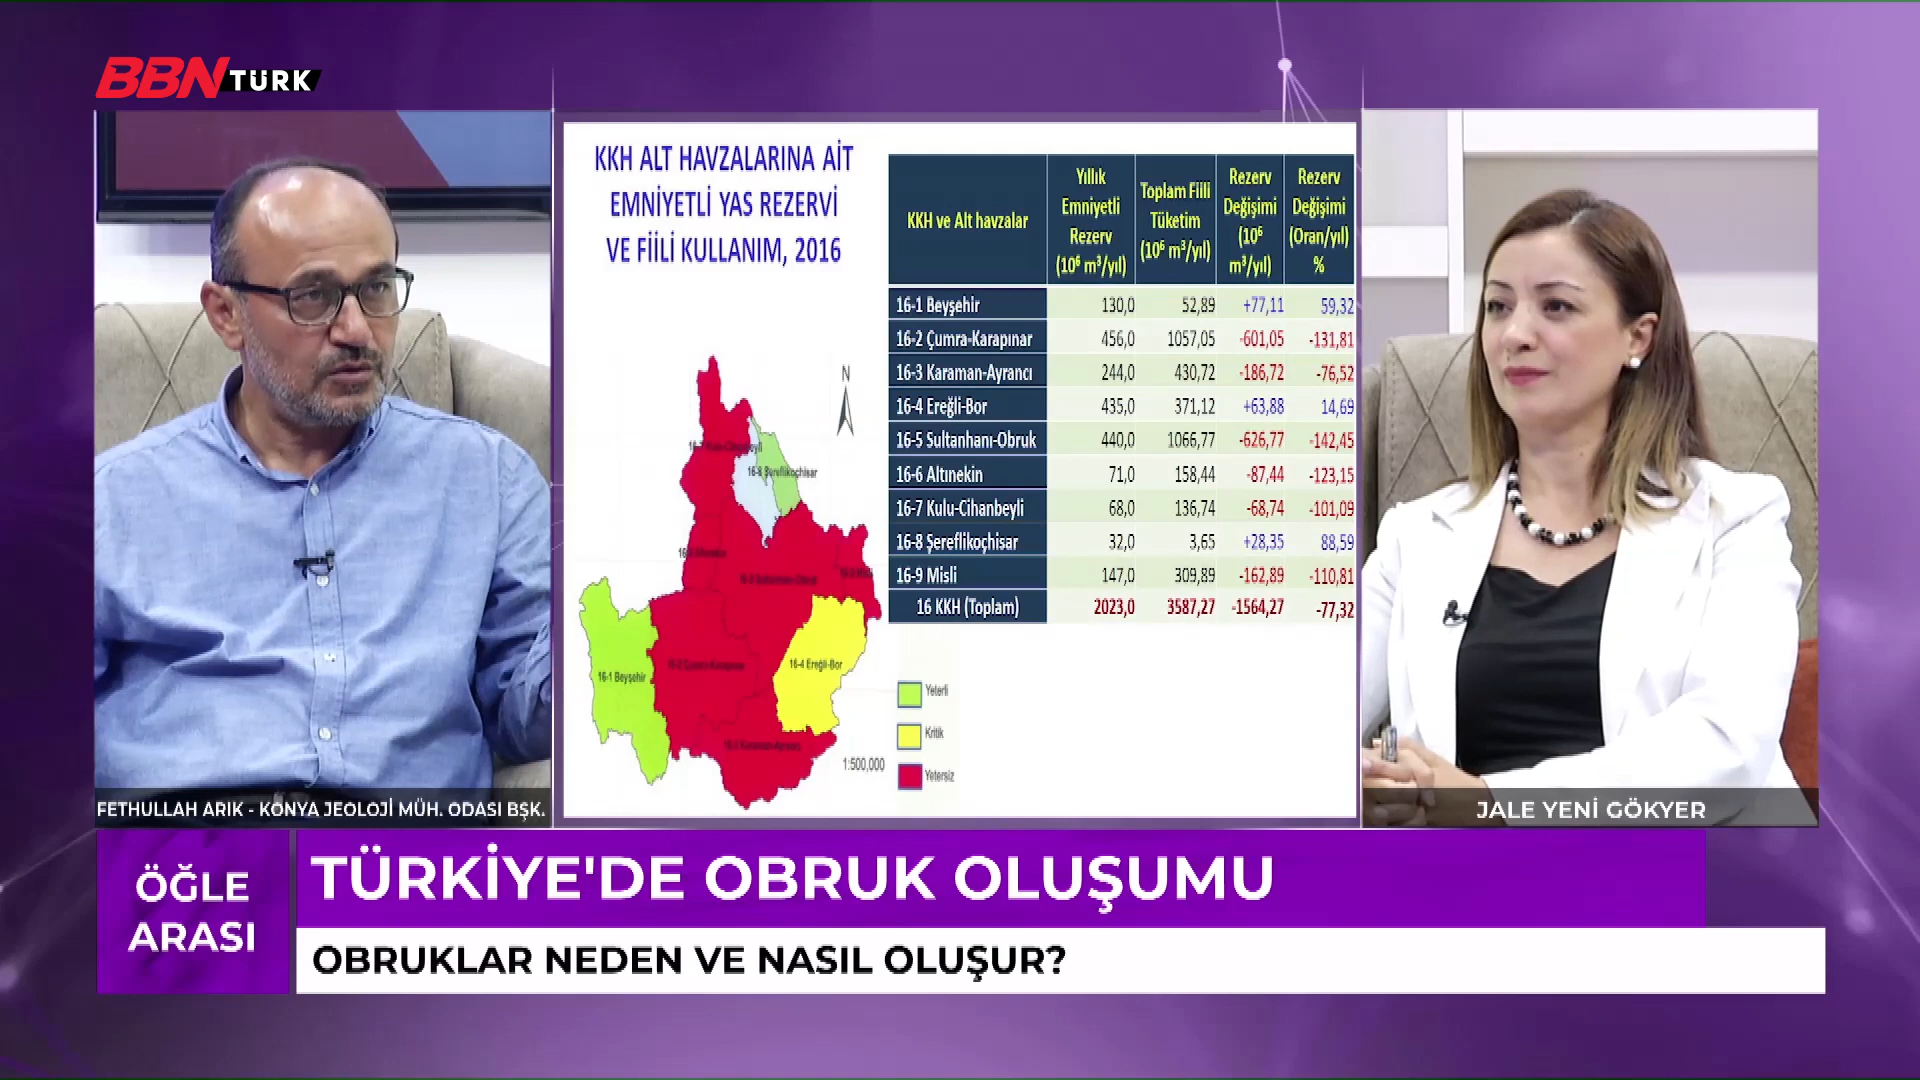 BBN TÜRK
KKH ALT HAVZALARINA AİT
EMNİYETLİ YAS REZERVİ
VE FİİLİ KULLANIM, 2016
KKH ve Alt havzalar
Yıllık Emniyetli Rezerv (10⁶ m³/yıl)
Toplam Fiili Tüketim (10⁶ m³/yıl)
Rezerv Değişimi (10⁶ m³/yıl)
Rezerv Değişimi (Oran/yıl) %
16-1 Beyşehir 130,0 52,89 +77,11 59,32
16-2 Çumra-Karapınar 456,0 1057,05 -601,05 -131,81
16-3 Karaman-Ayrancı 244,0 430,72 -186,72 -76,52
16-4 Ereğli-Bor 435,0 371,12 +63,88 14,69
16-5 Sultanhanı-Obruk 440,0 1066,77 -626,77 -142,45
16-6 Altınekin 71,0 158,44 -87,44 -123,15
16-7 Kulu-Cihanbeyli 68,0 136,74 -68,74 -101,09
16-8 Şereflikoçhisar 32,0 3,65 +28,35 88,59
16-9 Misli 147,0 309,89 -162,89 -110,81
16 KKH (Toplam) 2023,0 3587,27 -1564,27 -77,32
N
16-7 Kulu-Cihanbeyli
16-8 Şereflikoçhisar
16-4 Ereğli-Bor
16-1 Beyşehir
Yeterli
Kritik
Yetersiz
1:500,000
FETHULLAH ARIK - KONYA JEOLOJİ MÜH. ODASI BŞK.
JALE YENİ GÖKYER
ÖĞLE
ARASI
TÜRKİYE'DE OBRUK OLUŞUMU
OBRUKLAR NEDEN VE NASIL OLUŞUR?